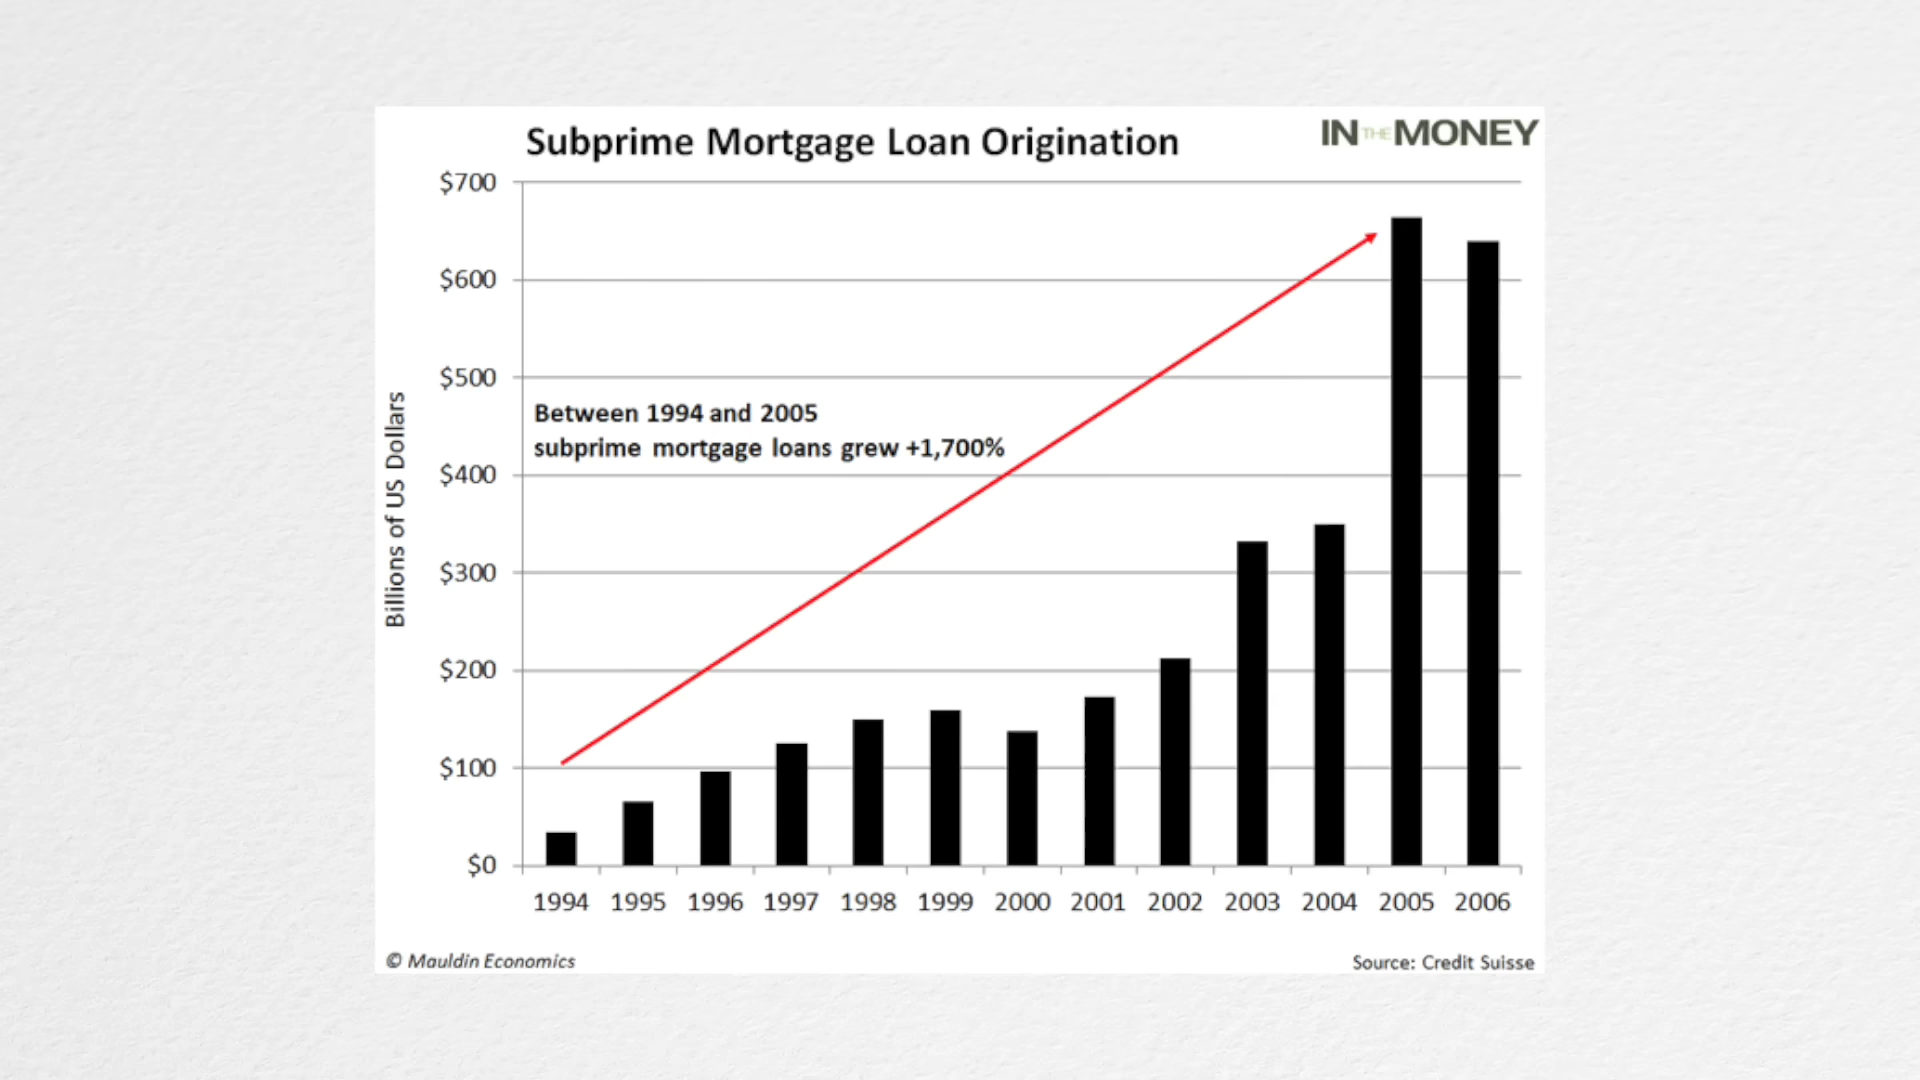 Subprime Mortgage Loan Origination
IN THE MONEY
$700
$600
$500
$400
$300
$200
$100
$0
Billions of US Dollars
Between 1994 and 2005
subprime mortgage loans grew +1,700%
1994 1995 1996 1997 1998 1999 2000 2001 2002 2003 2004 2005 2006
© Mauldin Economics
Source: Credit Suisse